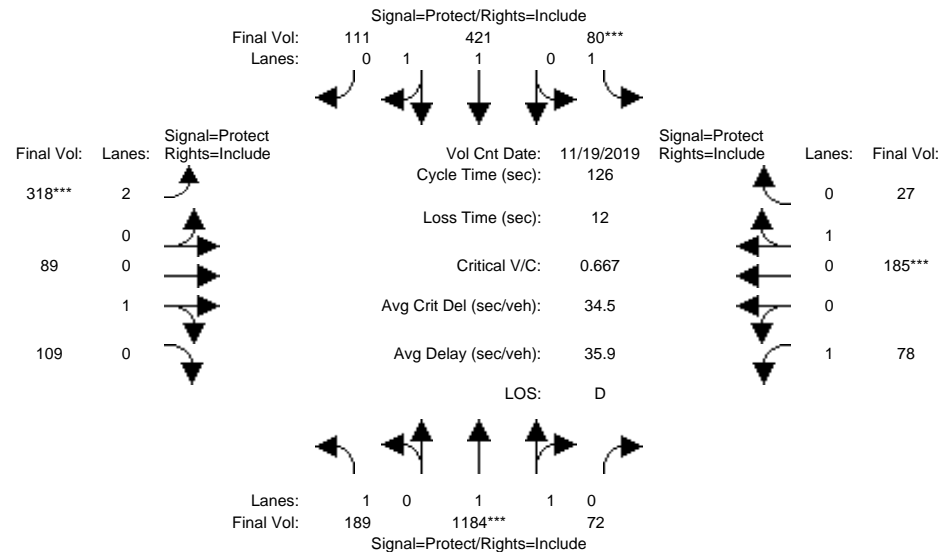 Signal=Protect/Rights=Include
Final Vol: 111 421 80***
Lanes: 0 1 1 0 1
Signal=Protect Signal=Protect
Final Vol: Lanes: Rights=Include Vol Cnt Date: 11/19/2019 Rights=Include Lanes: Final Vol:
Cycle Time (sec): 126
318*** 2 0 27
Loss Time (sec): 12
0 1
89 0 Critical V/C: 0.667 0 185***
1 Avg Crit Del (sec/veh): 34.5 0
109 0 Avg Delay (sec/veh): 35.9 1 78
LOS: D
Lanes: 1 0 1 1 0
Final Vol: 189 1184*** 72
Signal=Protect/Rights=Include